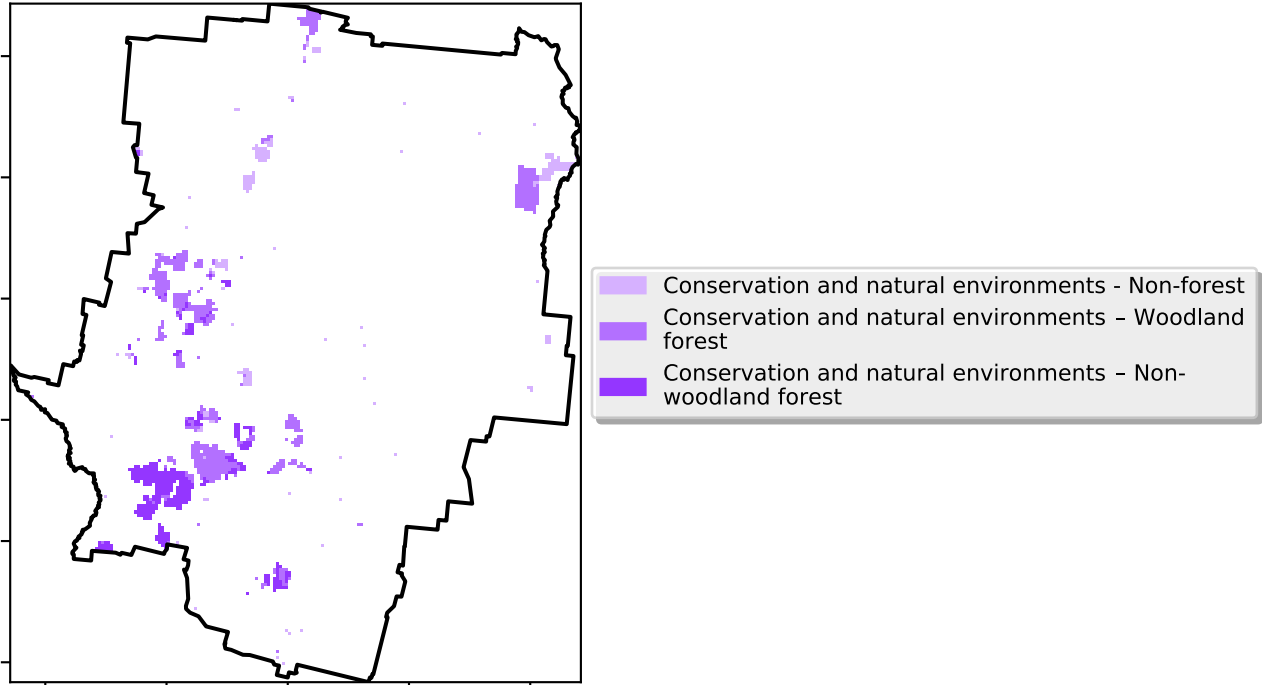 Conservation and natural environments - Non-forest
Conservation and natural environments – Woodland
forest
Conservation and natural environments – Non-
woodland forest